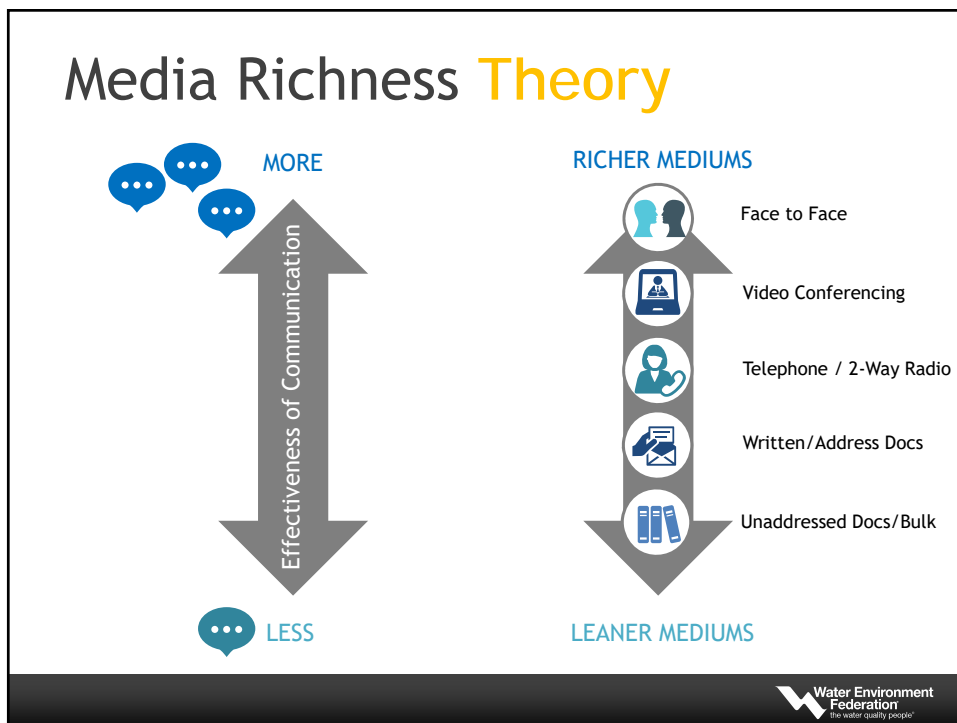 Media Richness Theory
MORE
RICHER MEDIUMS
Effectiveness of Communication
Face to Face
Video Conferencing
Telephone / 2-Way Radio
Written/Address Docs
Unaddressed Docs/Bulk
LESS
LEANER MEDIUMS
Water Environment
Federation
the water quality people